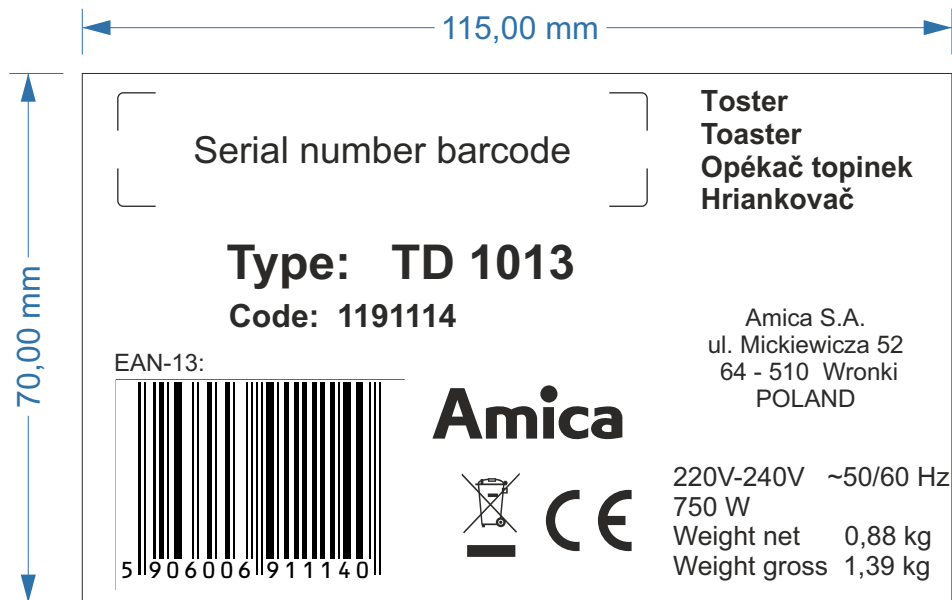 115,00 mm
70,00 mm
Serial number barcode
Toster
Toaster
Opékač topinek
Hriankovač
Type: TD 1013
Code: 1191114
Amica S.A.
ul. Mickiewicza 52
64 - 510 Wronki
POLAND
EAN-13:
5 906006 911140
Amica
CE
220V-240V ~50/60 Hz
750 W
Weight net 0,88 kg
Weight gross 1,39 kg